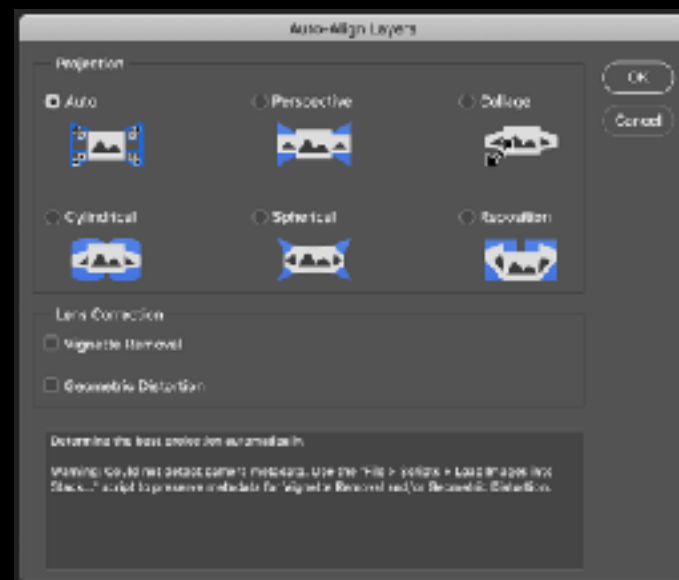 Auto-Align Layers
Projection
OK
Auto
Perspective
Collage
Cancel
Cylindrical
Spherical
Reposition
Lens Correction
Vignette Removal
Geometric Distortion
Determine the best projection automatically.
Warning: Could not detect camera metadata. Use the "File > Scripts > Load Images into
Stack..." script to preserve metadata for Vignette Removal and/or Geometric Distortion.